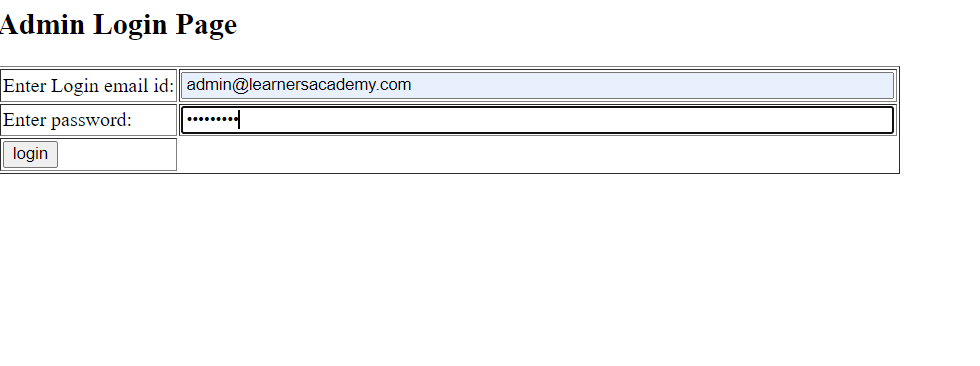 Admin Login Page
Enter Login email id: admin@learnersacademy.com
Enter password: •••••••••
login